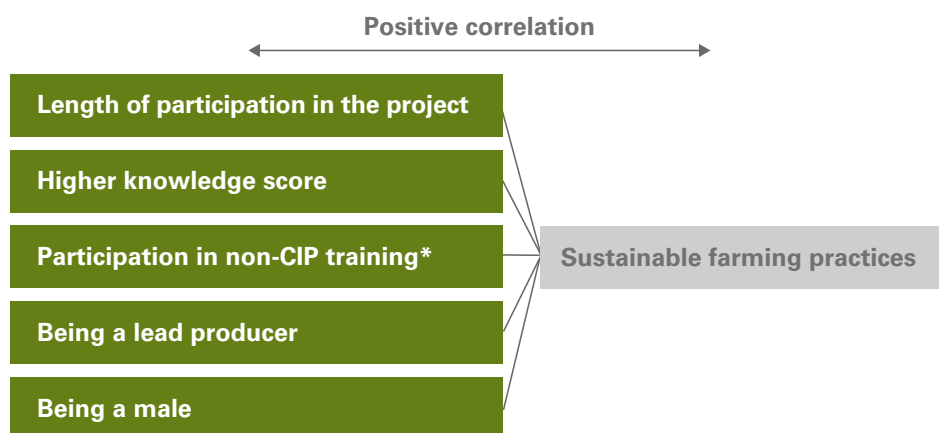 Positive correlation
Length of participation in the project
Higher knowledge score
Participation in non-CIP training*
Sustainable farming practices
Being a lead producer
Being a male